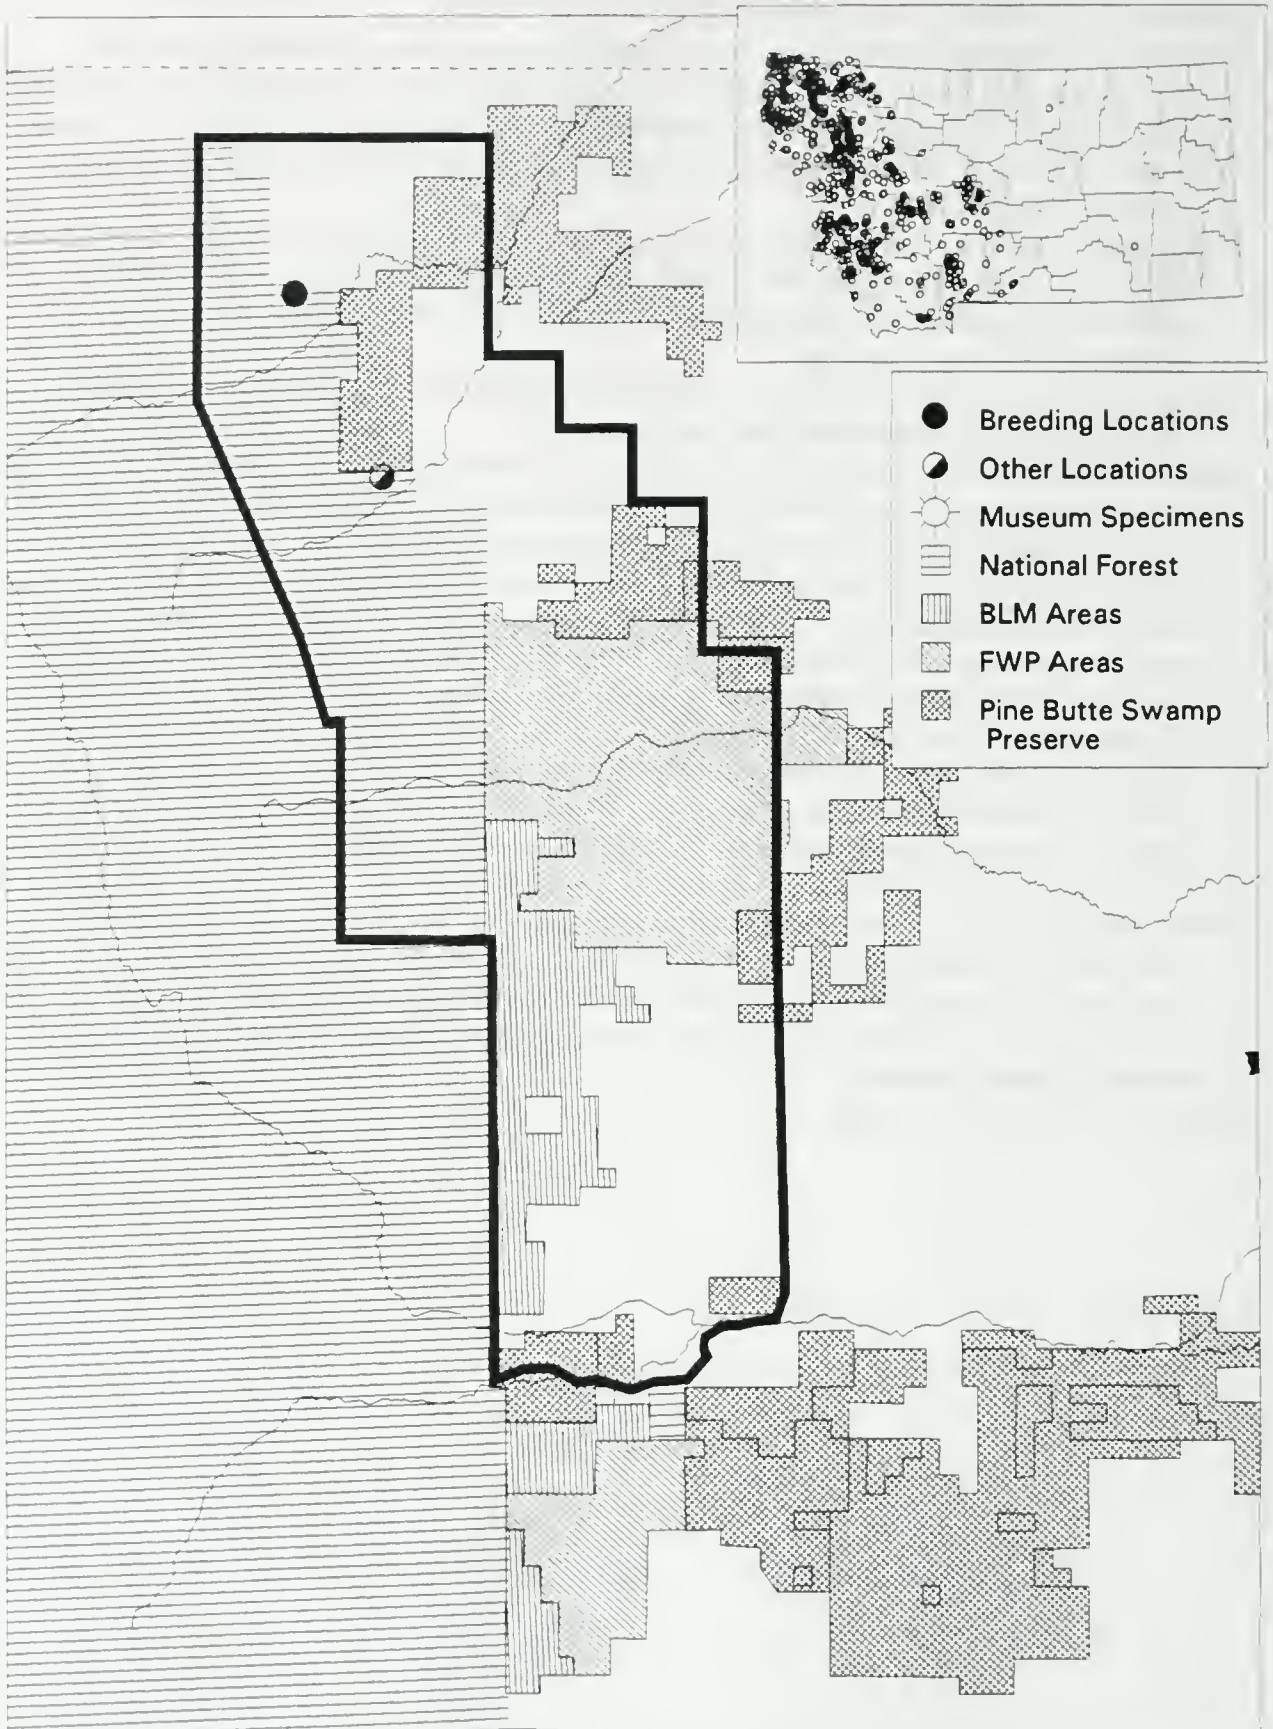 Breeding Locations
Other Locations
Museum Specimens
National Forest
BLM Areas
FWP Areas
Pine Butte Swamp
Preserve